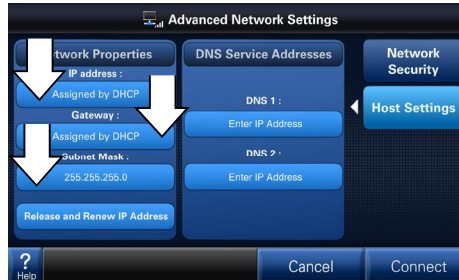 Advanced Network Settings
twork Properties
DNS Service Addresses
Network
Security
IP address :
Assigned by DHCP
DNS 1 :
Host Settings
Gateway :
Enter IP Address
Assigned by DHCP
Subnet Mask :
DNS 2 :
255.255.255.0
Enter IP Address
Release and Renew IP Address
?
Help
Cancel
Connect